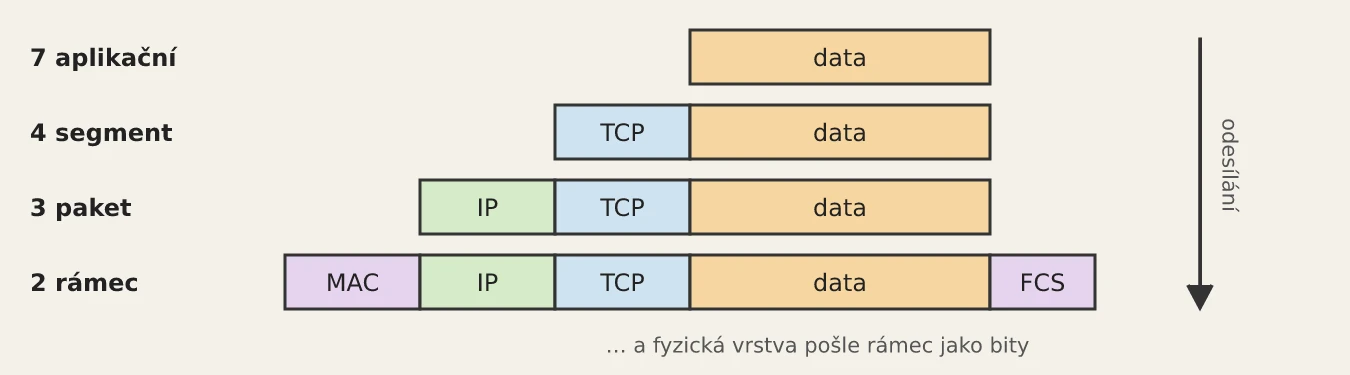 7 aplikační data
4 segment TCP data
3 paket IP TCP data
2 rámec MAC IP TCP data FCS
odesílání
... a fyzická vrstva pošle rámec jako bity